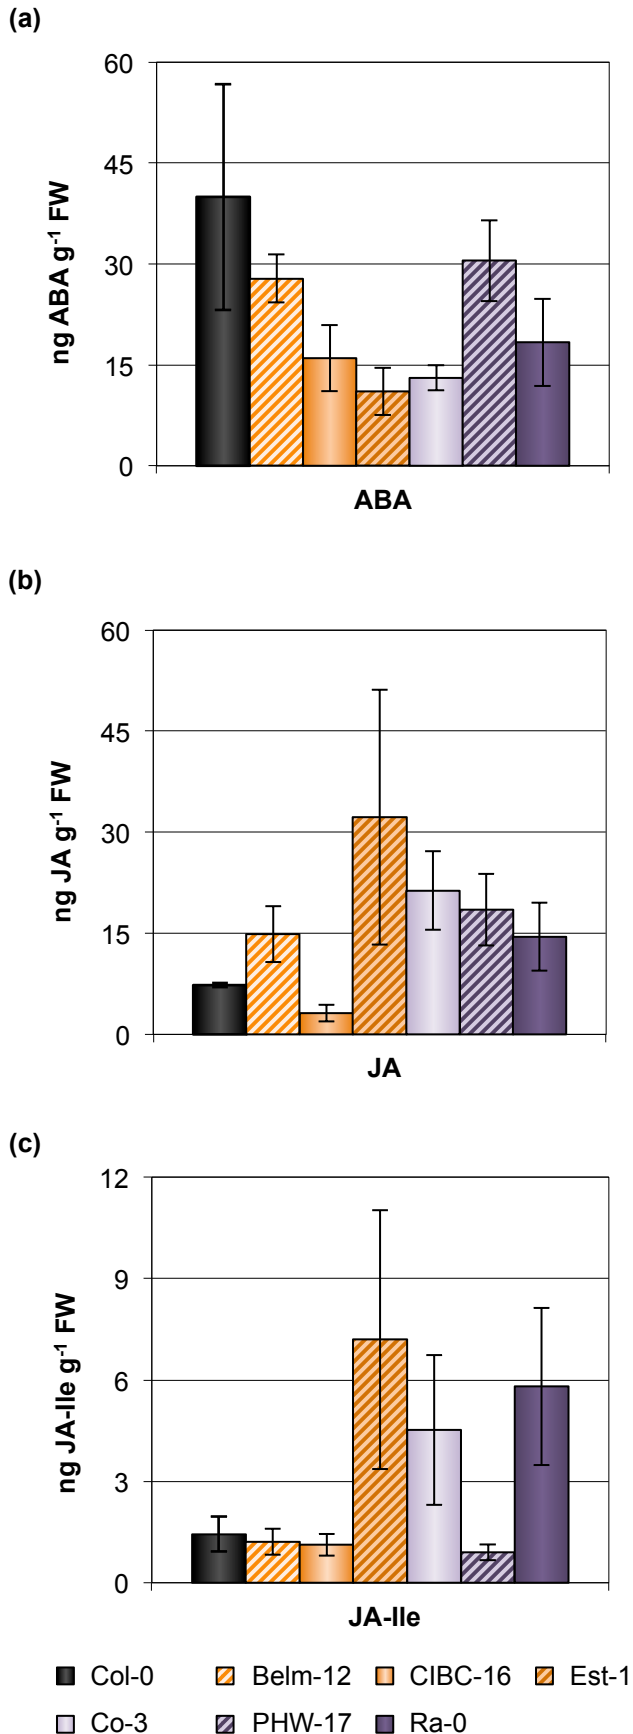 (a)
60
45
30
15
0
ng ABA g-1 FW
ABA
(b)
60
45
30
15
0
ng JA g-1 FW
JA
(c)
12
9
6
3
0
ng JA-Ile g-1 FW
JA-Ile
Col-0 Belm-12 CIBC-16 Est-1
Co-3 PHW-17 Ra-0